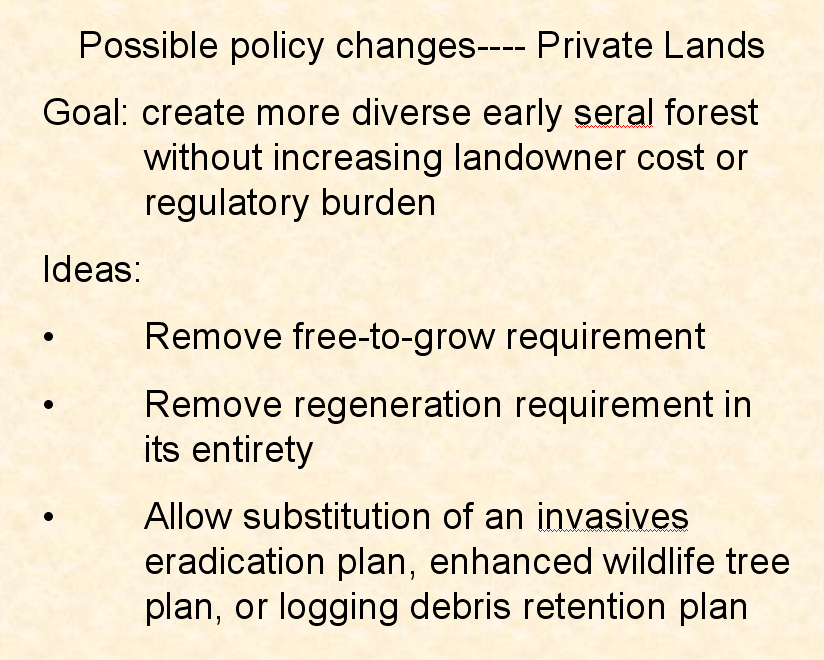 Possible policy changes---- Private Lands
Goal: create more diverse early seral forest
without increasing landowner cost or
regulatory burden
Ideas:
• Remove free-to-grow requirement
• Remove regeneration requirement in
its entirety
• Allow substitution of an invasives
eradication plan, enhanced wildlife tree
plan, or logging debris retention plan